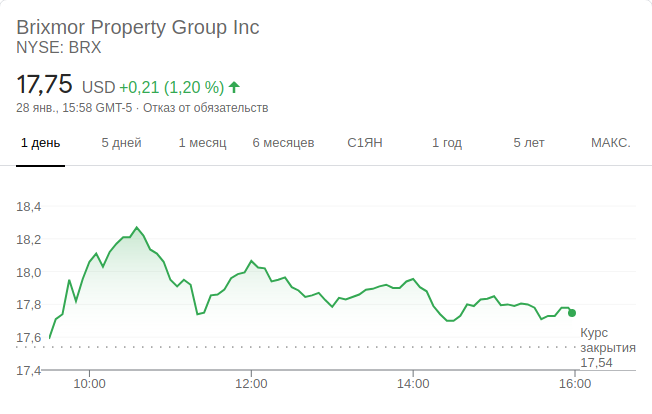 Brixmor Property Group Inc
NYSE: BRX
17,75 USD +0,21 (1,20 %)
28 янв., 15:58 GMT-5 · Отказ от обязательств
1 день 5 дней 1 месяц 6 месяцев С1ЯН 1 год 5 лет МАКС.
18,4
18,2
18,0
17,8
17,6
17,4
Курс
закрытия
17,54
10:00 12:00 14:00 16:00